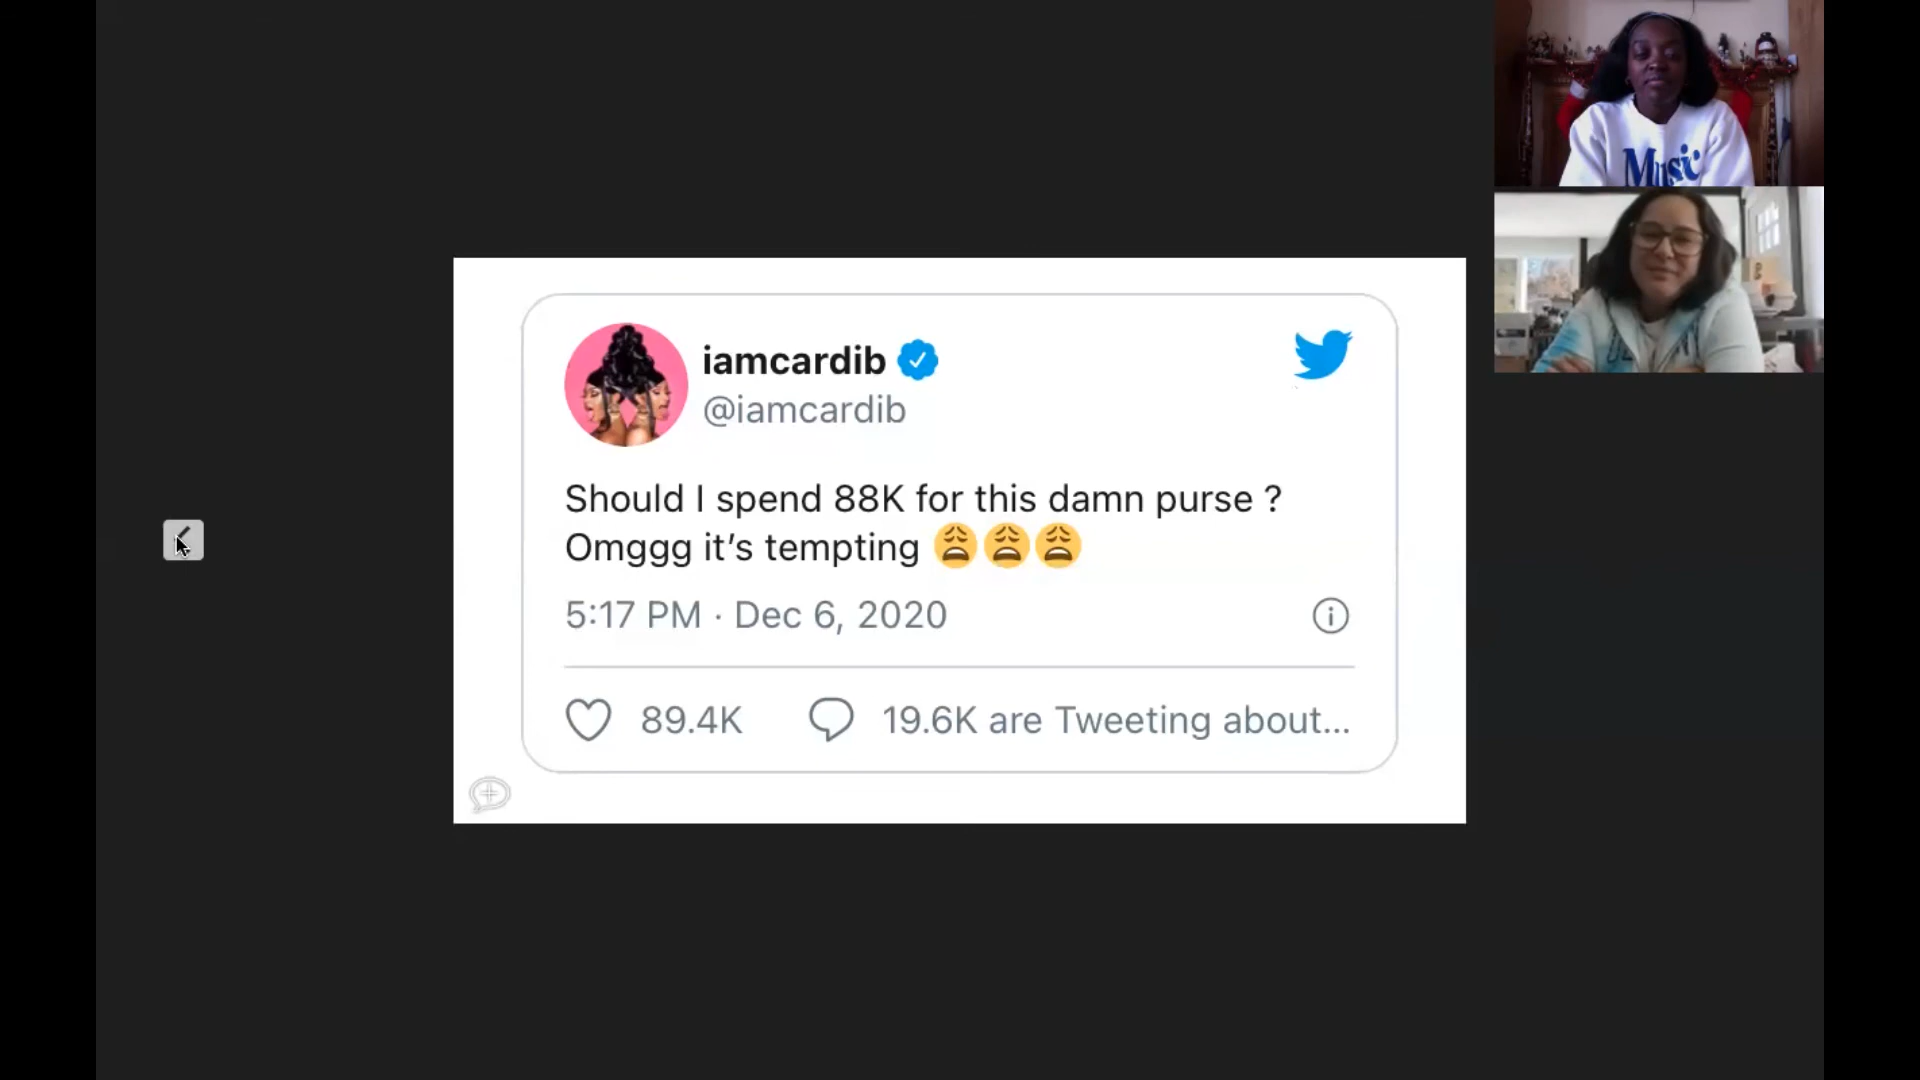 Music
iamcardib
@iamcardib
Should I spend 88K for this damn purse ?
Omggg it’s tempting 😩😩😩
5:17 PM · Dec 6, 2020
89.4K
19.6K are Tweeting about...